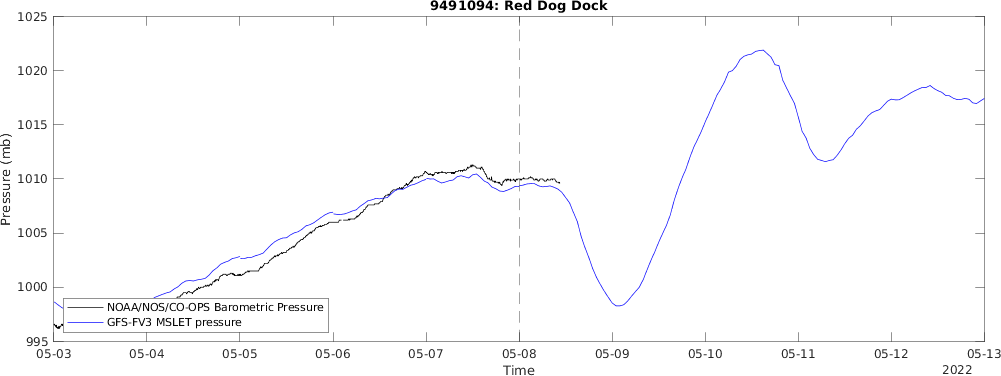 9491094: Red Dog Dock
1025
1020
1015
1010
1005
1000
995
Pressure (mb)
NOAA/NOS/CO-OPS Barometric Pressure
GFS-FV3 MSLET pressure
05-03 05-04 05-05 05-06 05-07 05-08 05-09 05-10 05-11 05-12 05-13
Time
2022